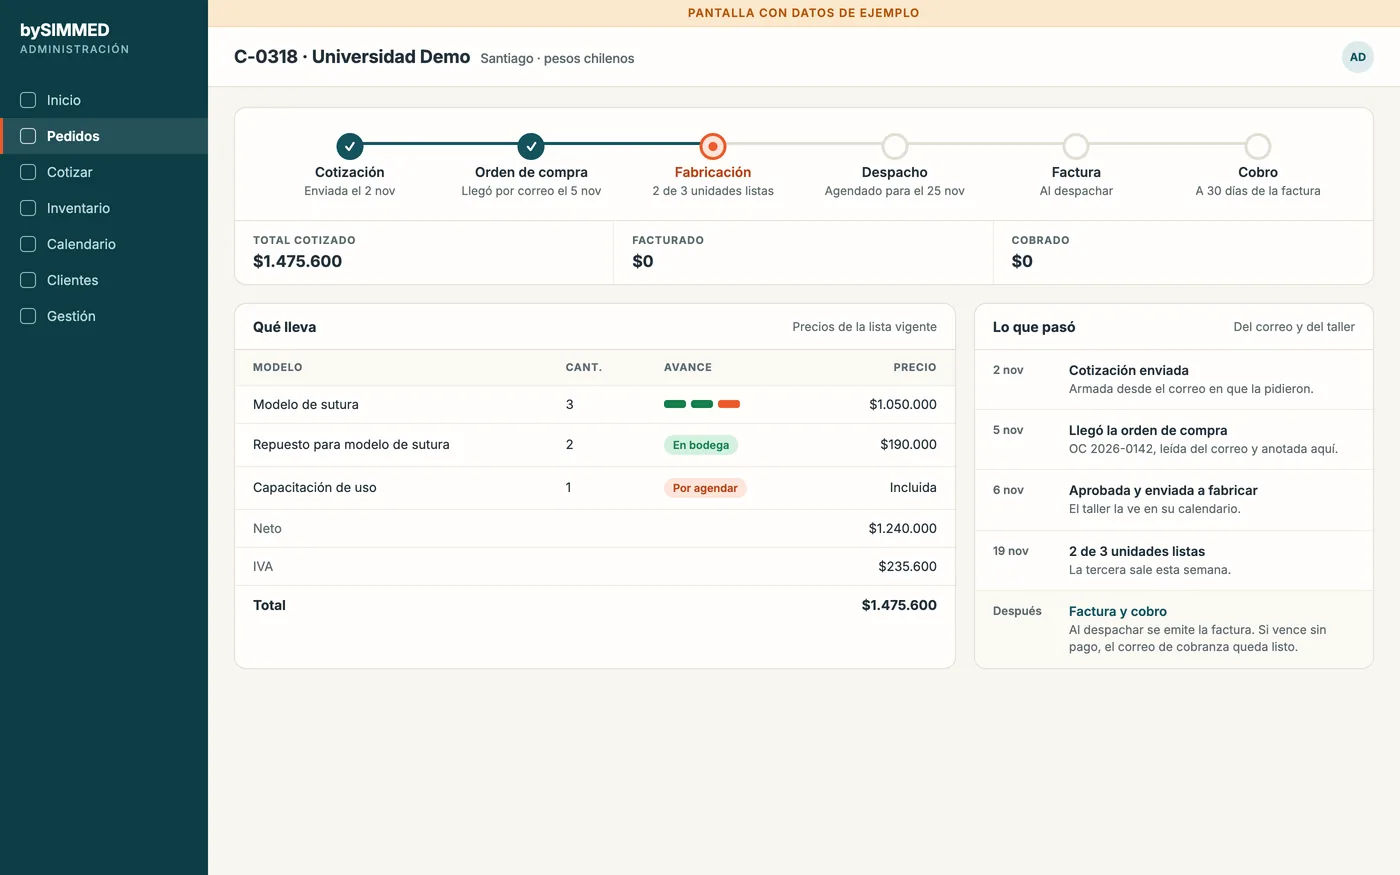 PANTALLA CON DATOS DE EJEMPLO
bySIMMED
ADMINISTRACIÓN
Inicio
Pedidos
Cotizar
Inventario
Calendario
Clientes
Gestión
C-0318 · Universidad Demo Santiago · pesos chilenos
AD
Cotización
Enviada el 2 nov
Orden de compra
Llegó por correo el 5 nov
Fabricación
2 de 3 unidades listas
Despacho
Agendado para el 25 nov
Factura
Al despachar
Cobro
A 30 días de la factura
TOTAL COTIZADO
$1.475.600
FACTURADO
$0
COBRADO
$0
Qué lleva Precios de la lista vigente
MODELO CANT. AVANCE PRECIO
Modelo de sutura 3 $1.050.000
Repuesto para modelo de sutura 2 En bodega $190.000
Capacitación de uso 1 Por agendar Incluida
Neto $1.240.000
IVA $235.600
Total $1.475.600
Lo que pasó Del correo y del taller
2 nov Cotización enviada
Armada desde el correo en que la pidieron.
5 nov Llegó la orden de compra
OC 2026-0142, leída del correo y anotada aquí.
6 nov Aprobada y enviada a fabricar
El taller la ve en su calendario.
19 nov 2 de 3 unidades listas
La tercera sale esta semana.
Después Factura y cobro
Al despachar se emite la factura. Si vence sin
pago, el correo de cobranza queda listo.